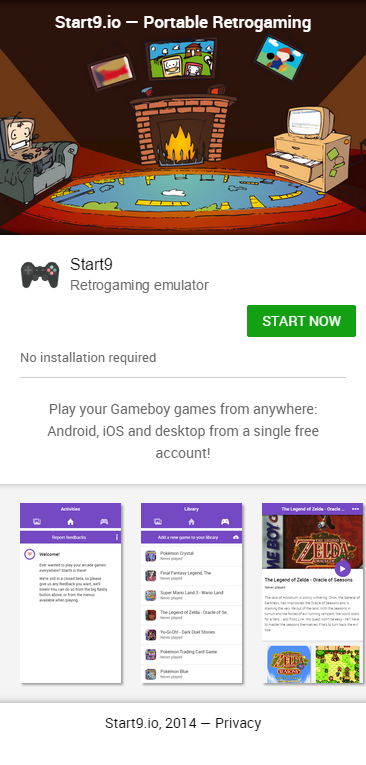 Start9.io — Portable Retrogaming
Start9
Retrogaming emulator
START NOW
No installation required
Play your Gameboy games from anywhere:
Android, iOS and desktop from a single free
account!
Activities
Report feedbacks
Welcome!
Ever wanted to play your arcade games
everywhere? Start9 is there!
We're still in a closed beta, so please
give us any feedback you want, we'll
know! You can do so from the big flashy
button above, or from the menus
available when playing.
Library
Add a new game to your library
Pokémon Crystal
Never played
Final Fantasy Legend, The
Never played
Super Mario Land 3 - Wario Land
Never played
The Legend of Zelda - Oracle of Se..
Never played
Yu-Gi-Oh! - Dark Duel Stories
Never played
Pokémon Trading Card Game
Never played
Pokémon Blue
Never played
The Legend of Zelda - Oracle ..
ZELDA
The Legend of Zelda - Oracle of Seasons
Never played
Start9.io, 2014 — Privacy